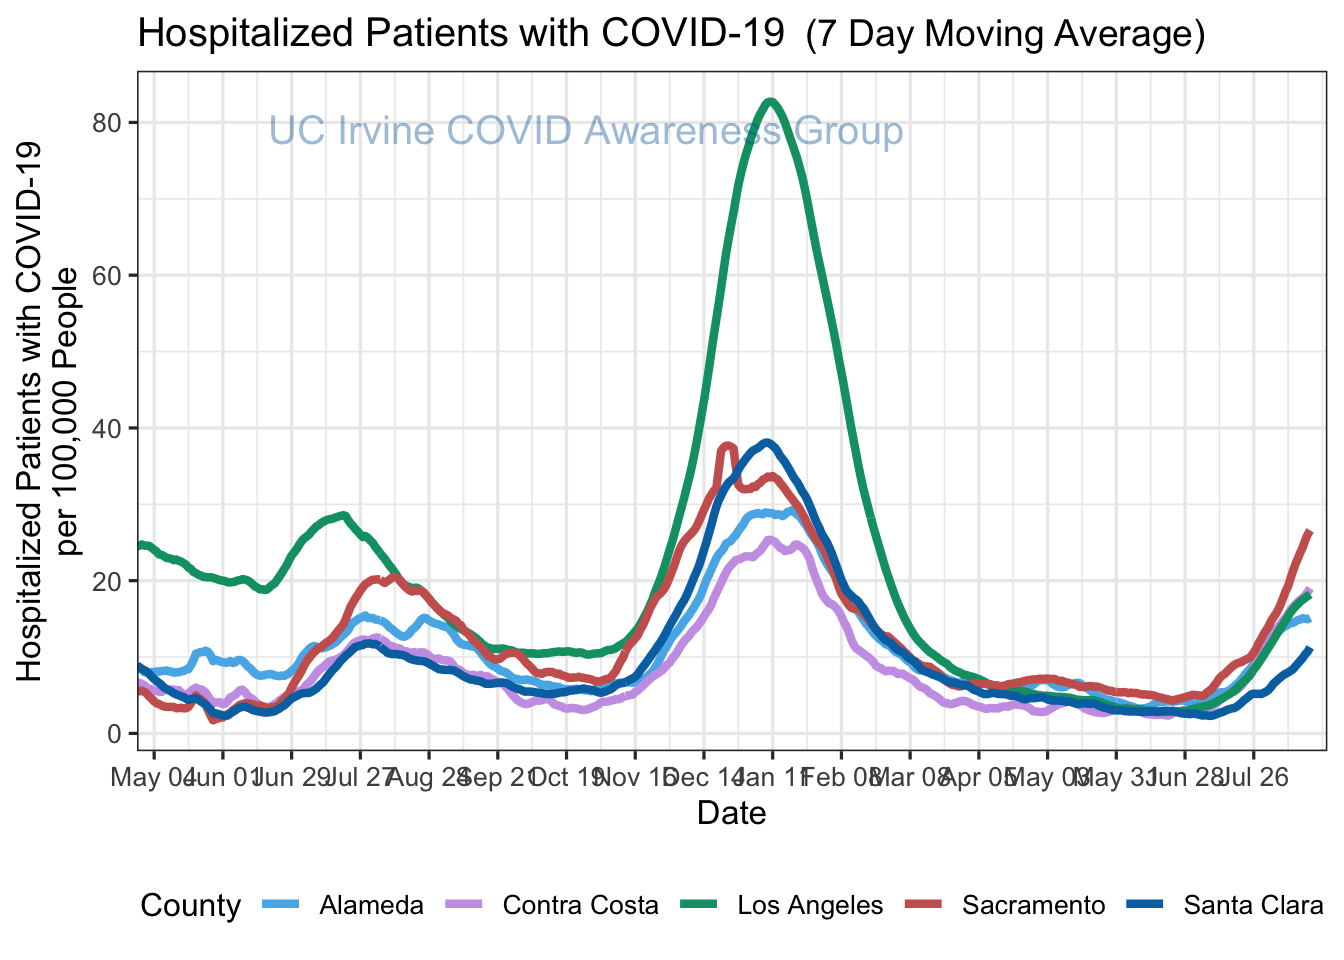 Hospitalized Patients with COVID-19 (7 Day Moving Average)
Hospitalized Patients with COVID-19
per 100,000 People
80
60
40
20
0
UC Irvine COVID Awareness Group
May 04 Jun 01 Jun 29 Jul 27 Aug 24 Sep 21 Oct 19 Nov 16 Dec 14 Jan 11 Feb 08 Mar 08 Apr 05 May 03 May 31 Jun 28 Jul 26
Date
County Alameda Contra Costa Los Angeles Sacramento Santa Clara